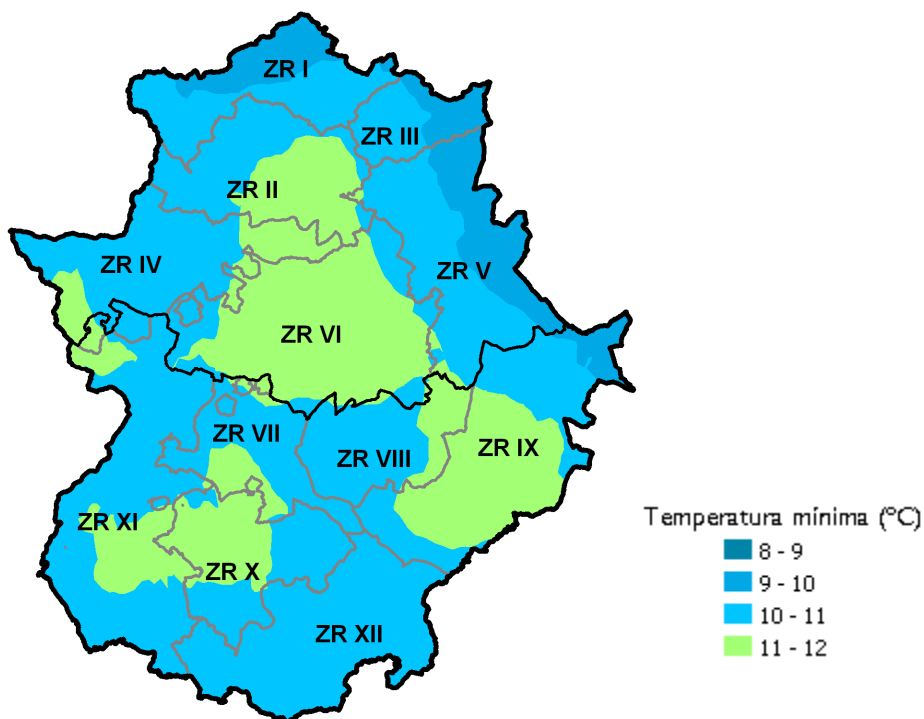 ZR I
ZR III
ZR II
ZR IV
ZR V
ZR VI
ZR VII
ZR VIII
ZR IX
ZR XI
ZR X
ZR XII
Temperatura mínima (ºC)
8 - 9
9 - 10
10 - 11
11 - 12